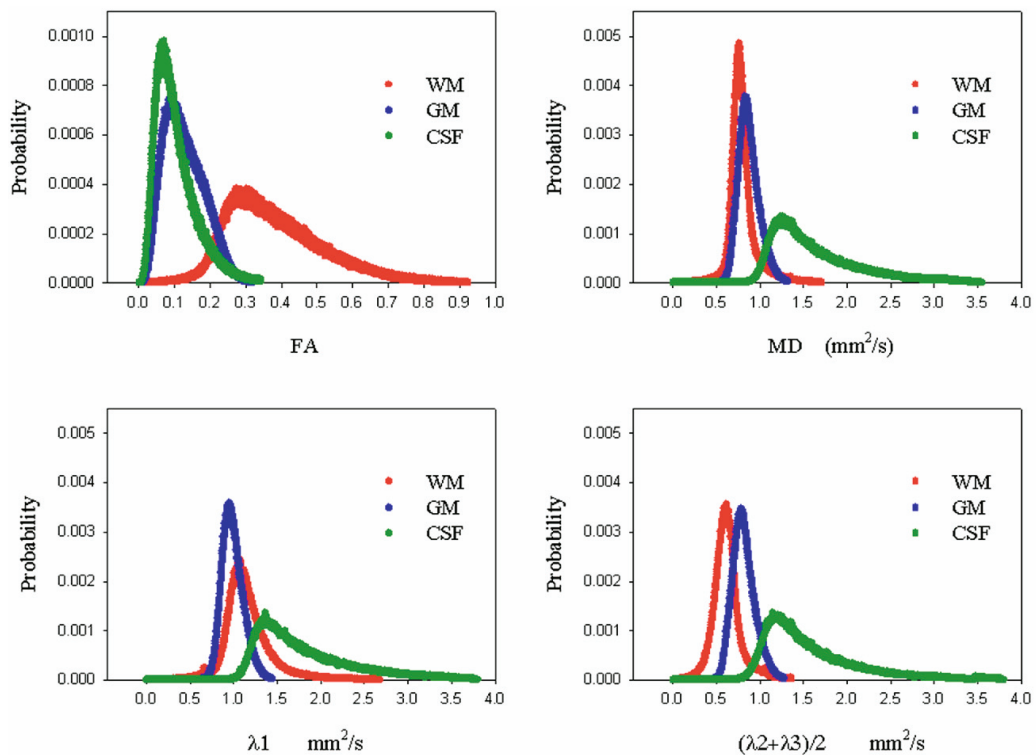 Probability
0.0010
0.0008
0.0006
0.0004
0.0002
0.0000
WM
GM
CSF
0.0 0.1 0.2 0.3 0.4 0.5 0.6 0.7 0.8 0.9 1.0
FA
Probability
0.005
0.004
0.003
0.002
0.001
0.000
WM
GM
CSF
0.0 0.5 1.0 1.5 2.0 2.5 3.0 3.5 4.0
MD (mm²/s)
Probability
0.005
0.004
0.003
0.002
0.001
0.000
WM
GM
CSF
0.0 0.5 1.0 1.5 2.0 2.5 3.0 3.5 4.0
λ1 mm²/s
Probability
0.005
0.004
0.003
0.002
0.001
0.000
WM
GM
CSF
0.0 0.5 1.0 1.5 2.0 2.5 3.0 3.5 4.0
(λ2+λ3)/2 mm²/s